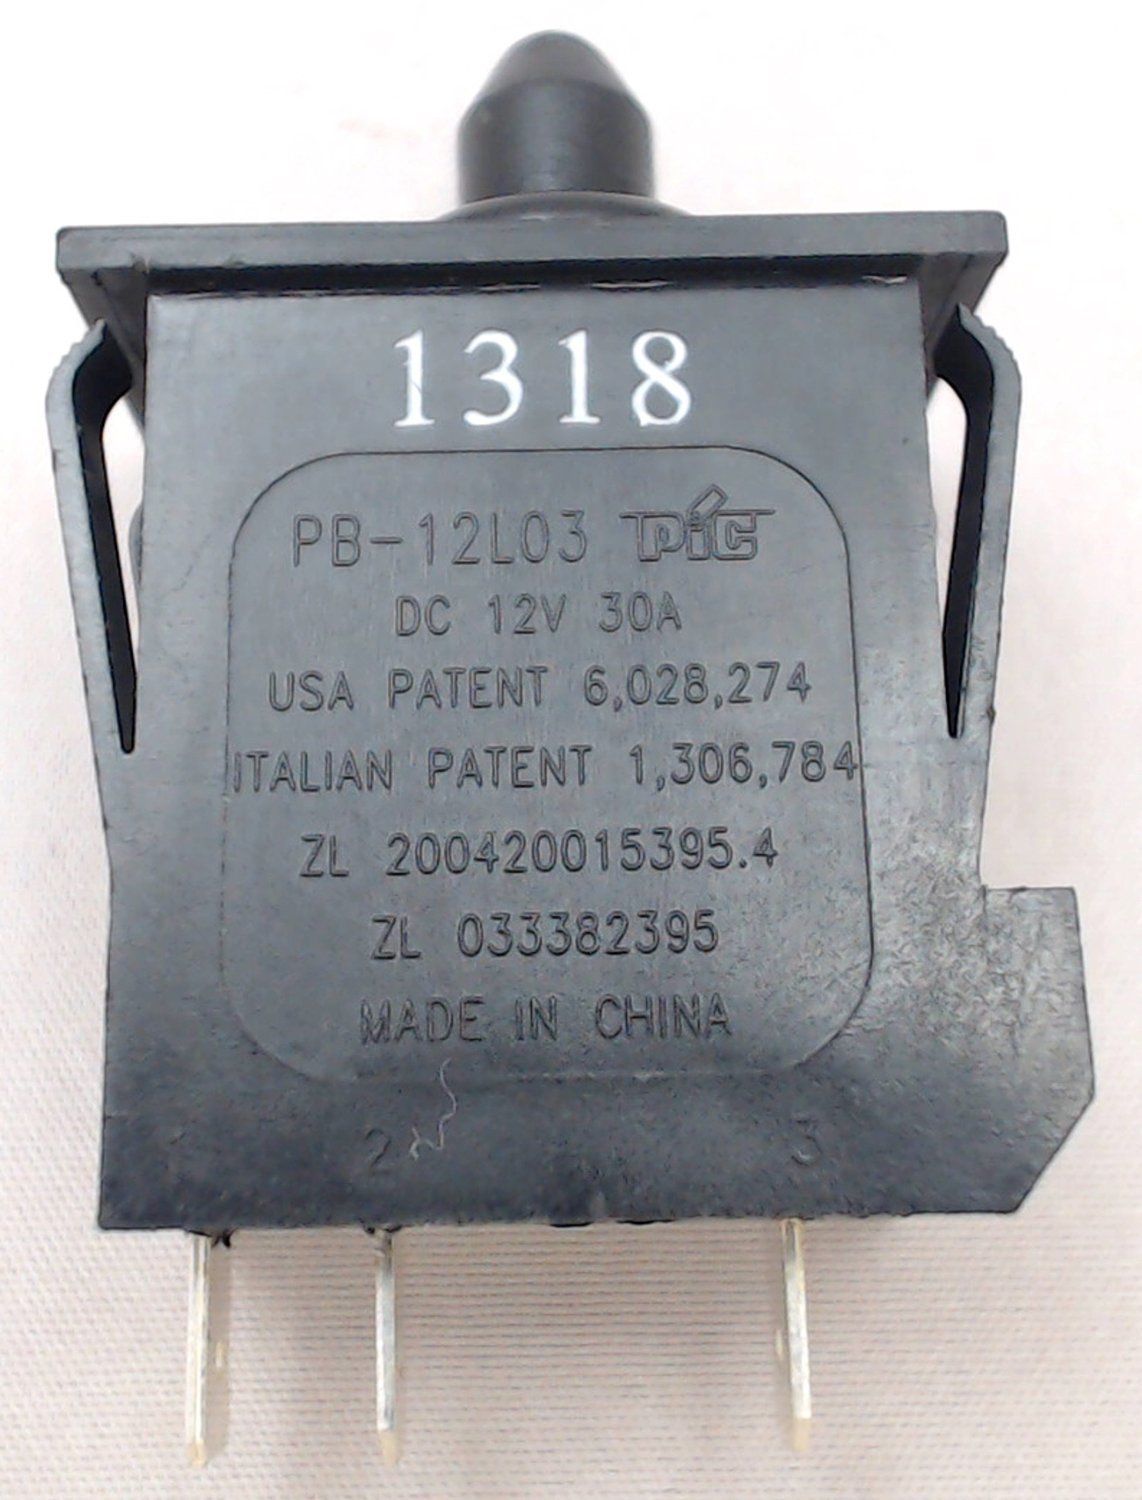 1318
PB-12L03 PiC
DC 12V 30A
USA PATENT 6,028,274
ITALIAN PATENT 1,306,784
ZL 200420015395.4
ZL 033382395
MADE IN CHINA
2 3